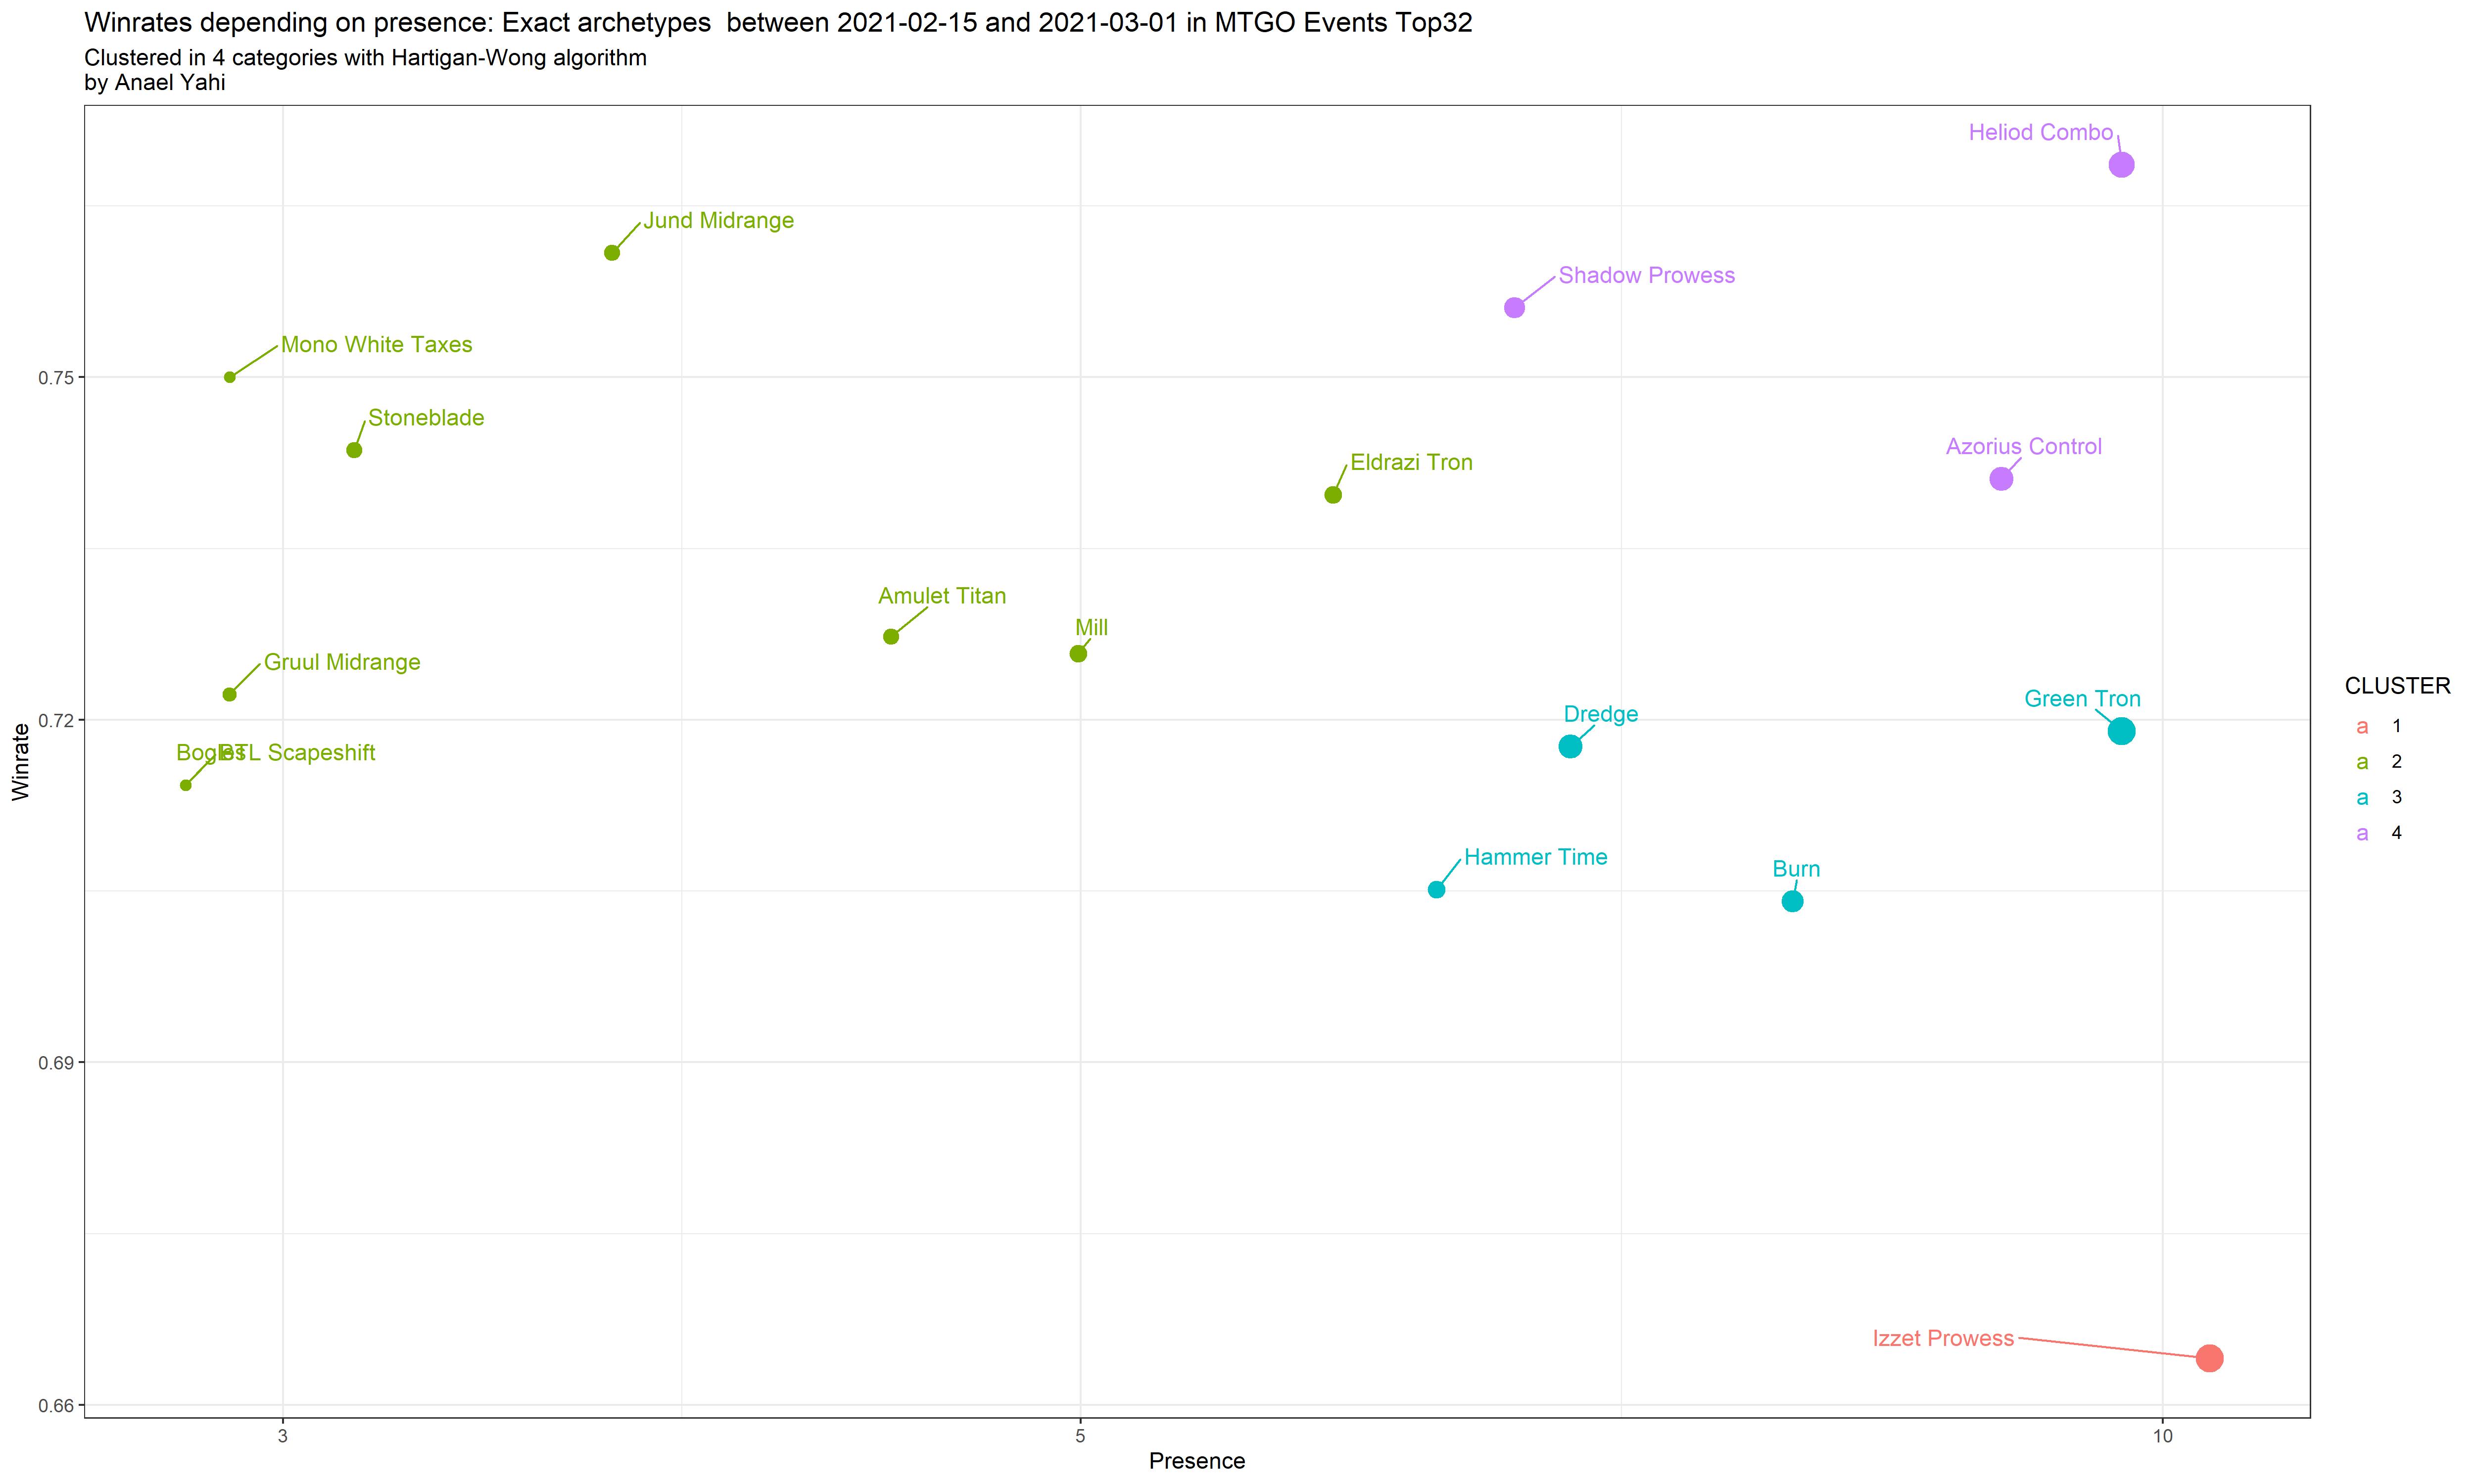 Winrates depending on presence: Exact archetypes  between 2021-02-15 and 2021-03-01 in MTGO Events Top32
Clustered in 4 categories with Hartigan-Wong algorithm
by Anael Yahi
Heliod Combo
Jund Midrange
Shadow Prowess
Mono White Taxes
0.75
Stoneblade
Azorius Control
Eldrazi Tron
Amulet Titan
Mill
Gruul Midrange
CLUSTER
a 1
a 2
a 3
a 4
Green Tron
Dredge
0.72
Winrate
Bogles
BTL Scapeshift
Hammer Time
Burn
0.69
Izzet Prowess
0.66
3
5
10
Presence